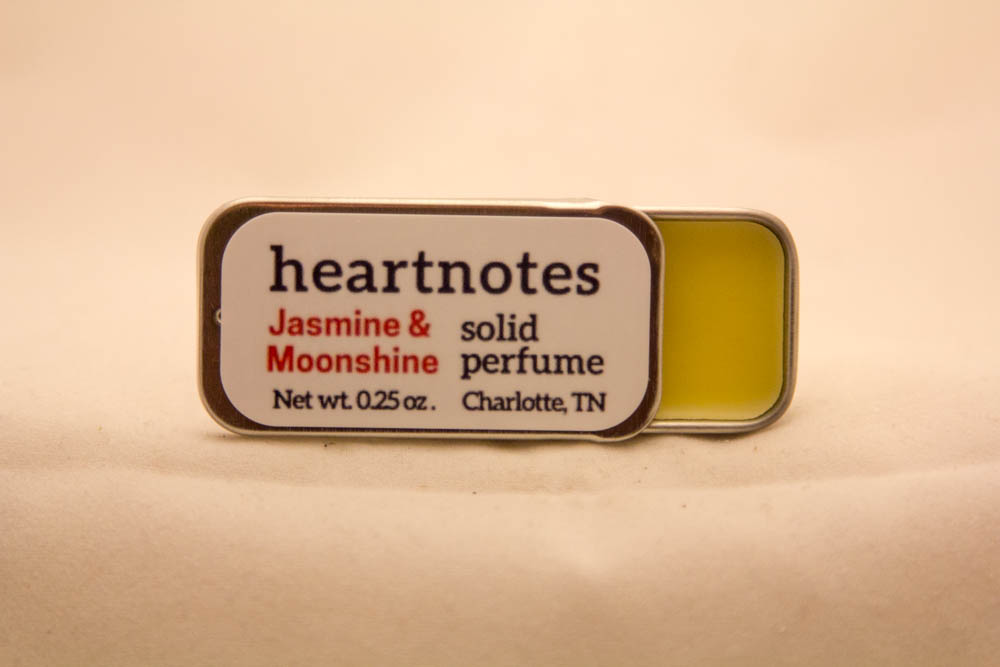 heartnotes
Jasmine &
Moonshine
solid
perfume
Net wt. 0.25 oz.
Charlotte, TN